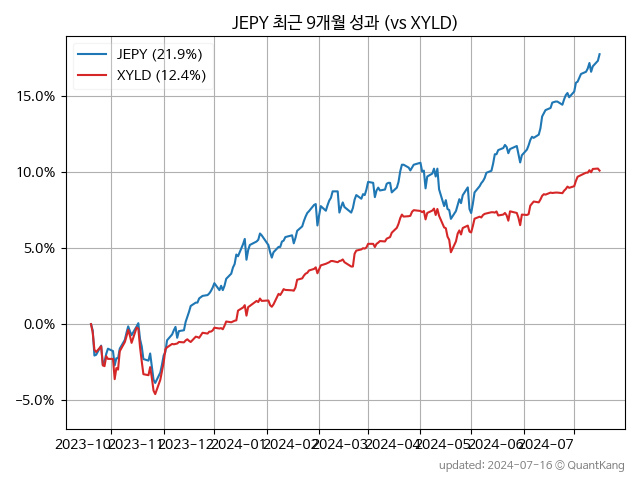 JEPY 최근 9개월 성과 (vs XYLD)
JEPY (21.9%)
XYLD (12.4%)
15.0%
10.0%
5.0%
0.0%
−5.0%
2023-10 2023-11 2023-12 2024-01 2024-02 2024-03 2024-04 2024-05 2024-06 2024-07
updated: 2024-07-16 © QuantKang